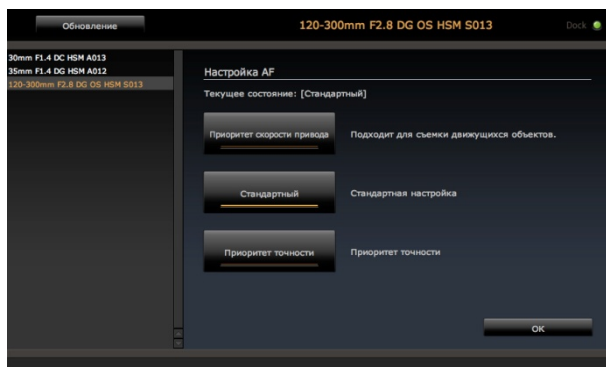 Обновление
120-300mm F2.8 DG OS HSM S013
Dock
30mm F1.4 DC HSM A013
35mm F1.4 DG HSM A012
120-300mm F2.8 DG OS HSM S013
Настройка AF
Текущее состояние: [Стандартный]
Приоритет скорости привода
Подходит для съемки движущихся объектов.
Стандартный
Стандартная настройка
Приоритет точности
Приоритет точности
OK